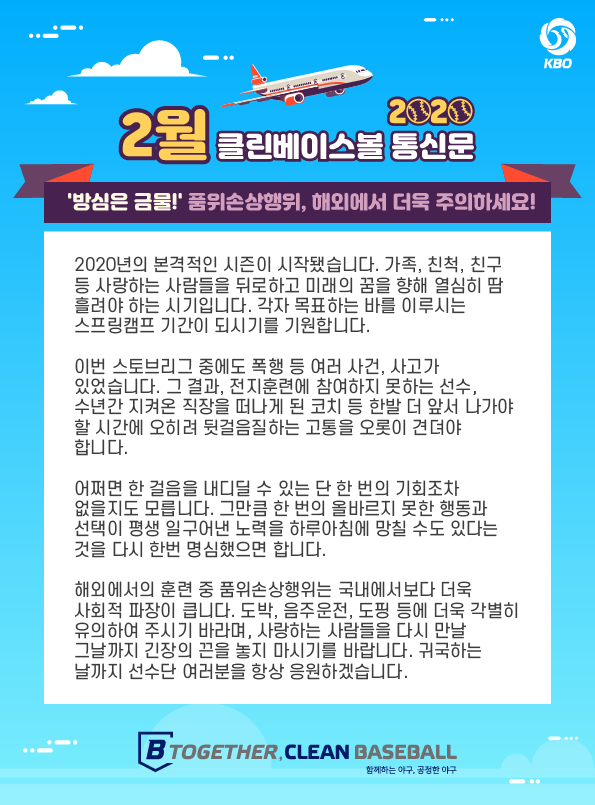 KBO
2020
2월 클린베이스볼 통신문
'방심은 금물!' 품위손상행위, 해외에서 더욱 주의하세요!
2020년의 본격적인 시즌이 시작됐습니다. 가족, 친척, 친구
등 사랑하는 사람들을 뒤로하고 미래의 꿈을 향해 열심히 땀
흘려야 하는 시기입니다. 각자 목표하는 바를 이루시는
스프링캠프 기간이 되시기를 기원합니다.
이번 스토브리그 중에도 폭행 등 여러 사건, 사고가
있었습니다. 그 결과, 전지훈련에 참여하지 못하는 선수,
수년간 지켜온 직장을 떠나게 된 코치 등 한발 더 앞서 나가야
할 시간에 오히려 뒷걸음질하는 고통을 오롯이 견뎌야
합니다.
어쩌면 한 걸음을 내디딜 수 있는 단 한 번의 기회조차
없을지도 모릅니다. 그만큼 한 번의 올바르지 못한 행동과
선택이 평생 일구어낸 노력을 하루아침에 망칠 수도 있다는
것을 다시 한번 명심했으면 합니다.
해외에서의 훈련 중 품위손상행위는 국내에서보다 더욱
사회적 파장이 큽니다. 도박, 음주운전, 도핑 등에 더욱 각별히
유의하여 주시기 바라며, 사랑하는 사람들을 다시 만날
그날까지 긴장의 끈을 놓지 마시기를 바랍니다. 귀국하는
날까지 선수단 여러분을 항상 응원하겠습니다.
B TOGETHER, CLEAN BASEBALL
함께하는 야구, 공정한 야구